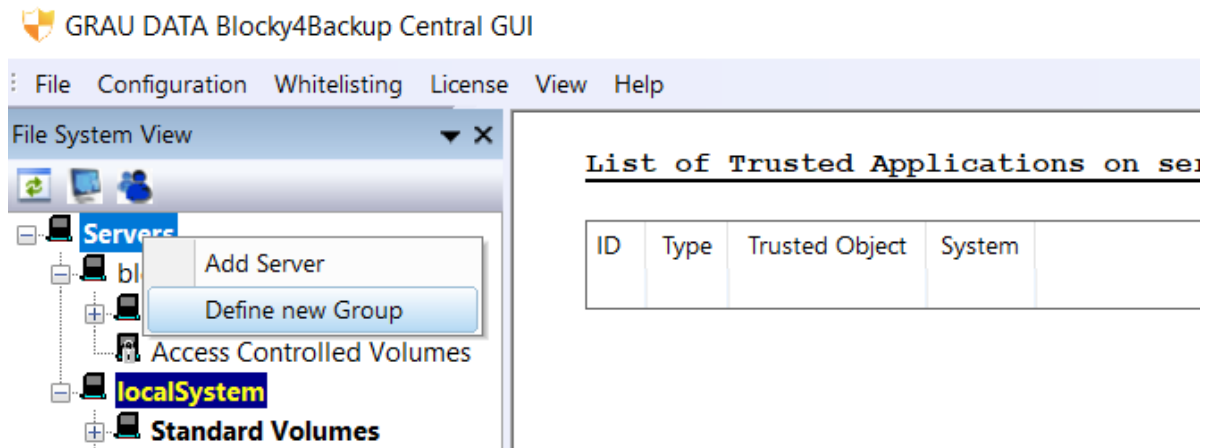 GRAU DATA Blocky4Backup Central GUI
File Configuration Whitelisting License View Help
File System View
List of Trusted Applications on
Servers
ID Type Trusted Object System
Add Server
Define new Group
Access Controlled Volumes
localSystem
Standard Volumes